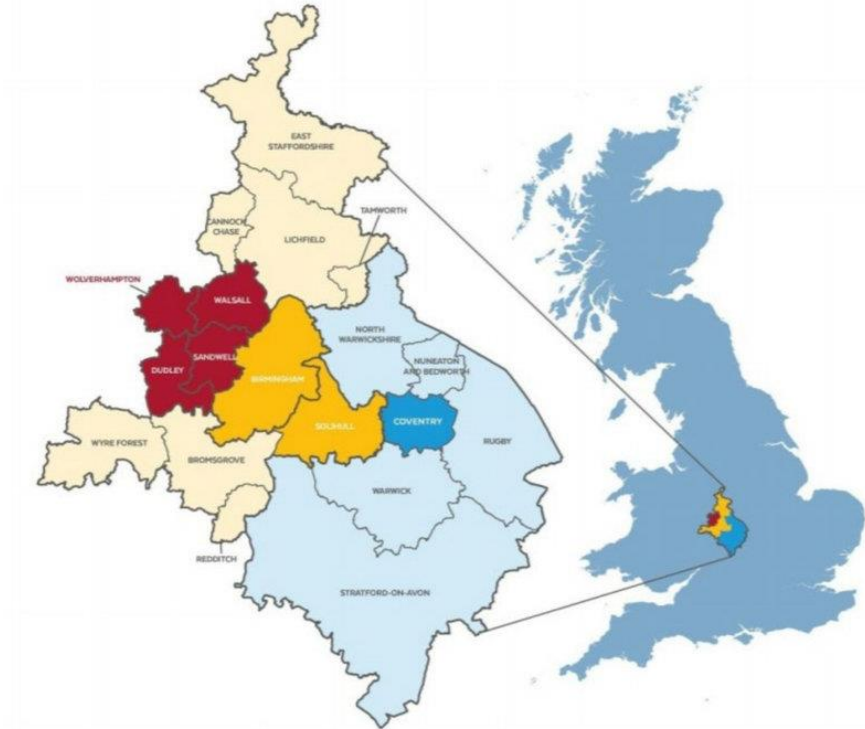 EAST
STAFFORDSHIRE
TAMWORTH
CANNOCK
CHASE
LICHFIELD
WOLVERHAMPTON
WALSALL
NORTH
WARWICKSHIRE
SANDWELL
NUNEATON
AND BEDWORTH
DUDLEY
BIRMINGHAM
SOLIHULL
COVENTRY
WYRE FOREST
RUGBY
BROMSGROVE
WARWICK
REDDITCH
STRATFORD-ON-AVON